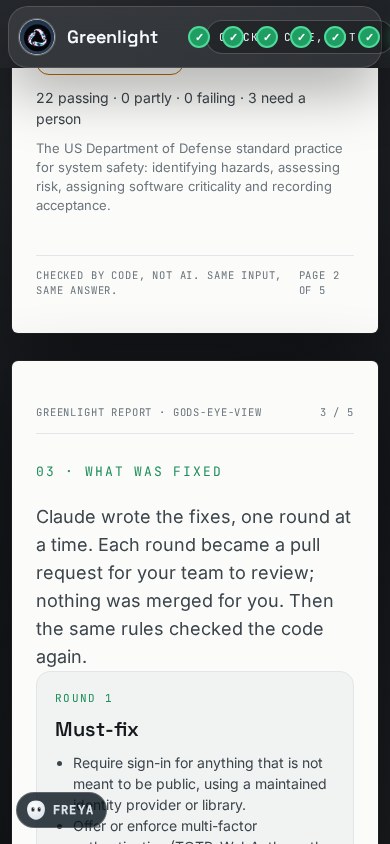 Greenlight
22 passing · 0 partly · 0 failing · 3 need a
person
The US Department of Defense standard practice
for system safety: identifying hazards, assessing
risk, assigning software criticality and recording
acceptance.
CHECKED BY CODE, NOT AI. SAME INPUT,
SAME ANSWER.
PAGE 2
OF 5
GREENLIGHT REPORT · GODS-EYE-VIEW
3 / 5
03 · WHAT WAS FIXED
Claude wrote the fixes, one round at
a time. Each round became a pull
request for your team to review;
nothing was merged for you. Then
the same rules checked the code
again.
ROUND 1
Must-fix
• Require sign-in for anything that is not
meant to be public, using a maintained
identity provider or library.
• Offer or enforce multi-factor
FREYA